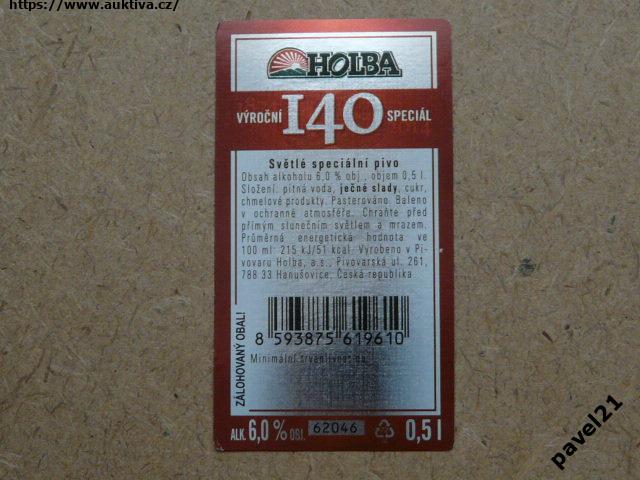 https://www.auktiva.cz/
HOLBA
VÝROČNÍ 140 SPECIÁL
Světlé speciální pivo
Obsah alkoholu 6,0 % obj., objem 0,5 l.
Složení: pitná voda, ječné slady, cukr,
chmelové produkty. Pasterováno. Baleno
v ochranné atmosféře. Chraňte před
přímým slunečním světlem a mrazem.
Průměrná energetická hodnota ve
100 ml: 215 kJ/51 kcal. Vyrobeno v Pi-
vovaru Holba, a.s., Pivovarská ul. 261,
788 33 Hanušovice, Česká republika
8 593875 619610
Minimální trvanlivost do
ZÁLOHOVANÝ OBAL!
ALK. 6,0 % OBJ. 62046 0,5 l
pavel21